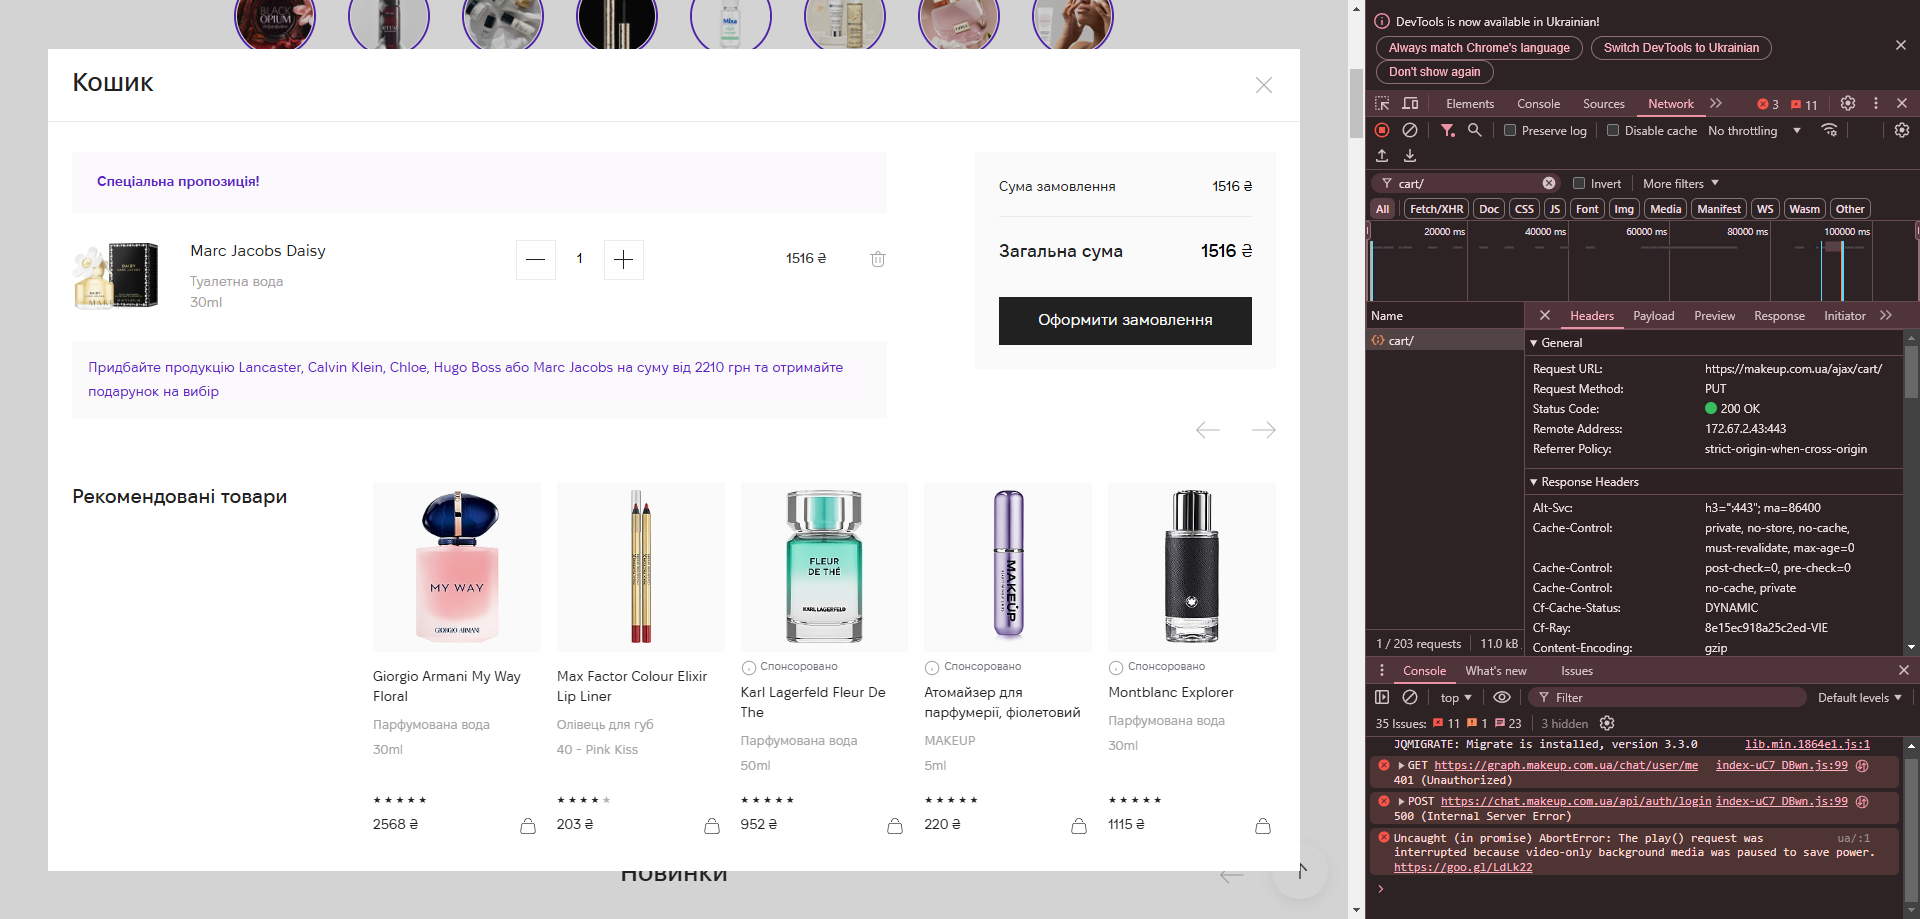 BLACK
OPIUM
Mixa
Кошик
Спеціальна пропозиція!
Marc Jacobs Daisy
Туалетна вода
30ml
1
1516 ₴
Придбайте продукцію Lancaster, Calvin Klein, Chloe, Hugo Boss або Marc Jacobs на суму від 2210 грн та отримайте
подарунок на вибір
Сума замовлення 1516 ₴
Загальна сума 1516 ₴
Оформити замовлення
Рекомендовані товари
MY WAY
GIORGIO ARMANI
Giorgio Armani My Way
Floral
Парфумована вода
30ml
2568 ₴
Max Factor Colour Elixir
Lip Liner
Олівець для губ
40 - Pink Kiss
203 ₴
FLEUR
DE THÉ
KARL LAGERFELD
Спонсоровано
Karl Lagerfeld Fleur De
The
Парфумована вода
50ml
952 ₴
MAKEUP
Спонсоровано
Атомайзер для
парфумерії, фіолетовий
MAKEUP
5ml
220 ₴
Спонсоровано
Montblanc Explorer
Парфумована вода
30ml
1115 ₴
Новинки
DevTools is now available in Ukrainian!
Always match Chrome's language
Switch DevTools to Ukrainian
Don't show again
Elements Console Sources Network 3 11
Preserve log Disable cache No throttling
cart/ Invert More filters
All Fetch/XHR Doc CSS JS Font Img Media Manifest WS Wasm Other
20000 ms 40000 ms 60000 ms 80000 ms 100000 ms
Name
cart/
1 / 203 requests 11.0 kB
Headers Payload Preview Response Initiator
General
Request URL: https://makeup.com.ua/ajax/cart/
Request Method: PUT
Status Code: 200 OK
Remote Address: 172.67.2.43:443
Referrer Policy: strict-origin-when-cross-origin
Response Headers
Alt-Svc: h3=":443"; ma=86400
Cache-Control: private, no-store, no-cache,
must-revalidate, max-age=0
Cache-Control: post-check=0, pre-check=0
Cache-Control: no-cache, private
Cf-Cache-Status: DYNAMIC
Cf-Ray: 8e15ec918a25c2ed-VIE
Content-Encoding: gzip
Console What's new Issues
top Filter Default levels
35 Issues: 11 1 23 3 hidden
JQMIGRATE: Migrate is installed, version 3.3.0 lib.min.1864e1.js:1
GET https://graph.makeup.com.ua/chat/user/me index-uC7_DBwn.js:99
401 (Unauthorized)
POST https://chat.makeup.com.ua/api/auth/login index-uC7_DBwn.js:99
500 (Internal Server Error)
Uncaught (in promise) AbortError: The play() request was ua/:1
interrupted because video-only background media was paused to save power.
https://goo.gl/LdLk22